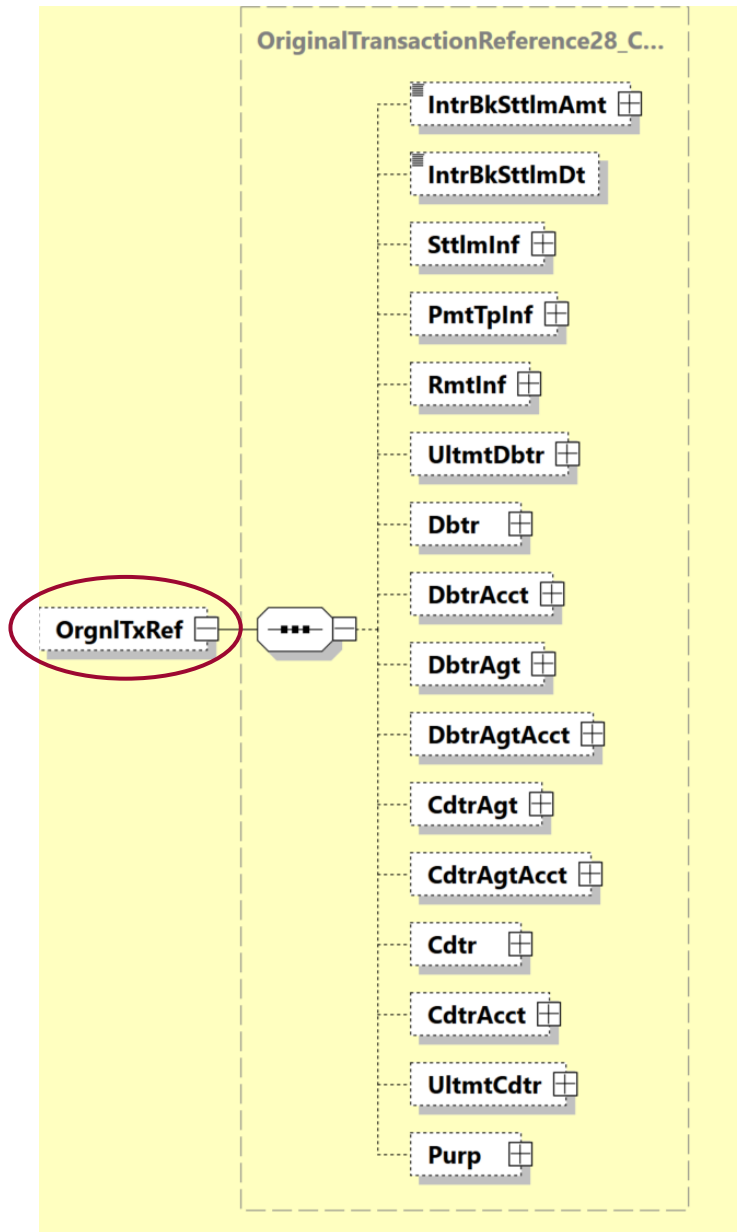 OriginalTransactionReference28_C...
IntrBkSttlmAmt
IntrBkSttlmDt
SttlmInf
PmtTpInf
RmtInf
UltmtDbtr
Dbtr
DbtrAcct
OrgnlTxRef
DbtrAgt
DbtrAgtAcct
CdtrAgt
CdtrAgtAcct
Cdtr
CdtrAcct
UltmtCdtr
Purp